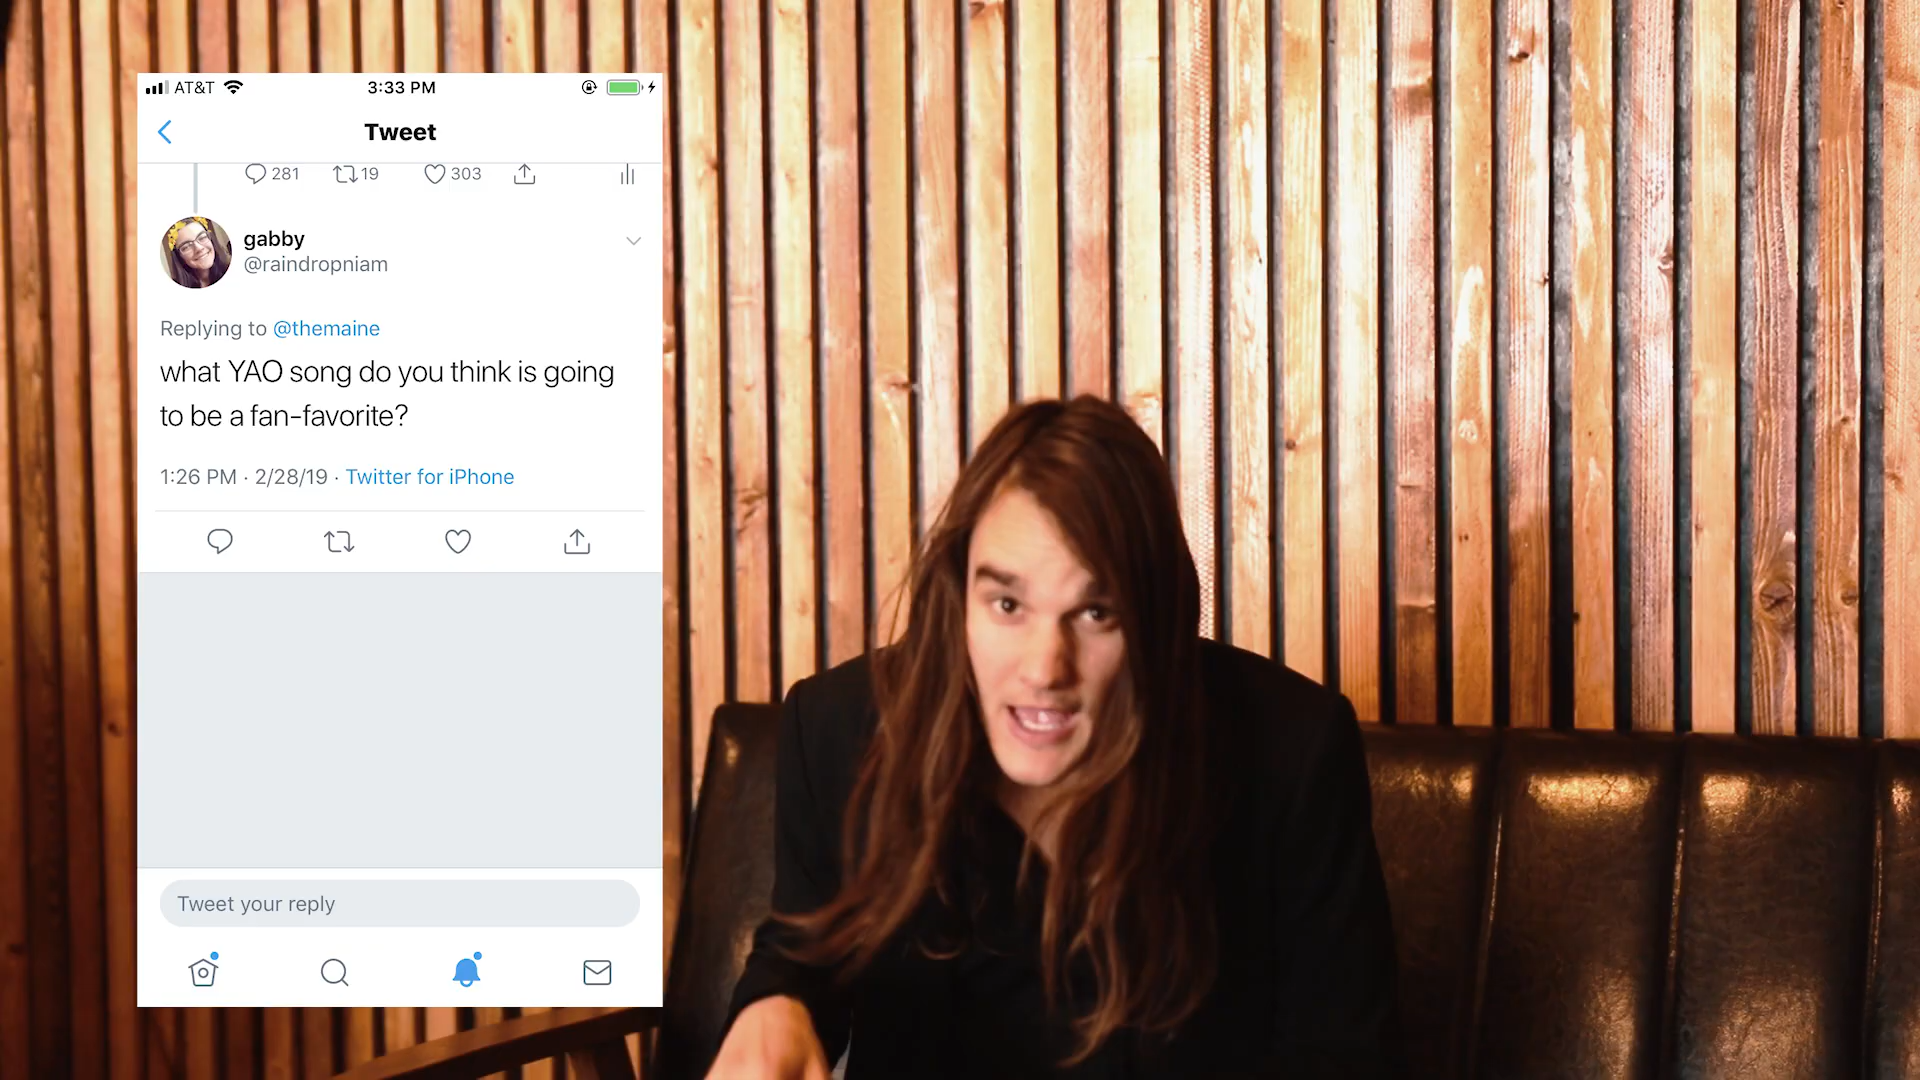 AT&T 3:33 PM
Tweet
281 19 303
gabby
@raindropniam
Replying to @themaine
what YAO song do you think is going
to be a fan-favorite?
1:26 PM · 2/28/19 · Twitter for iPhone
Tweet your reply